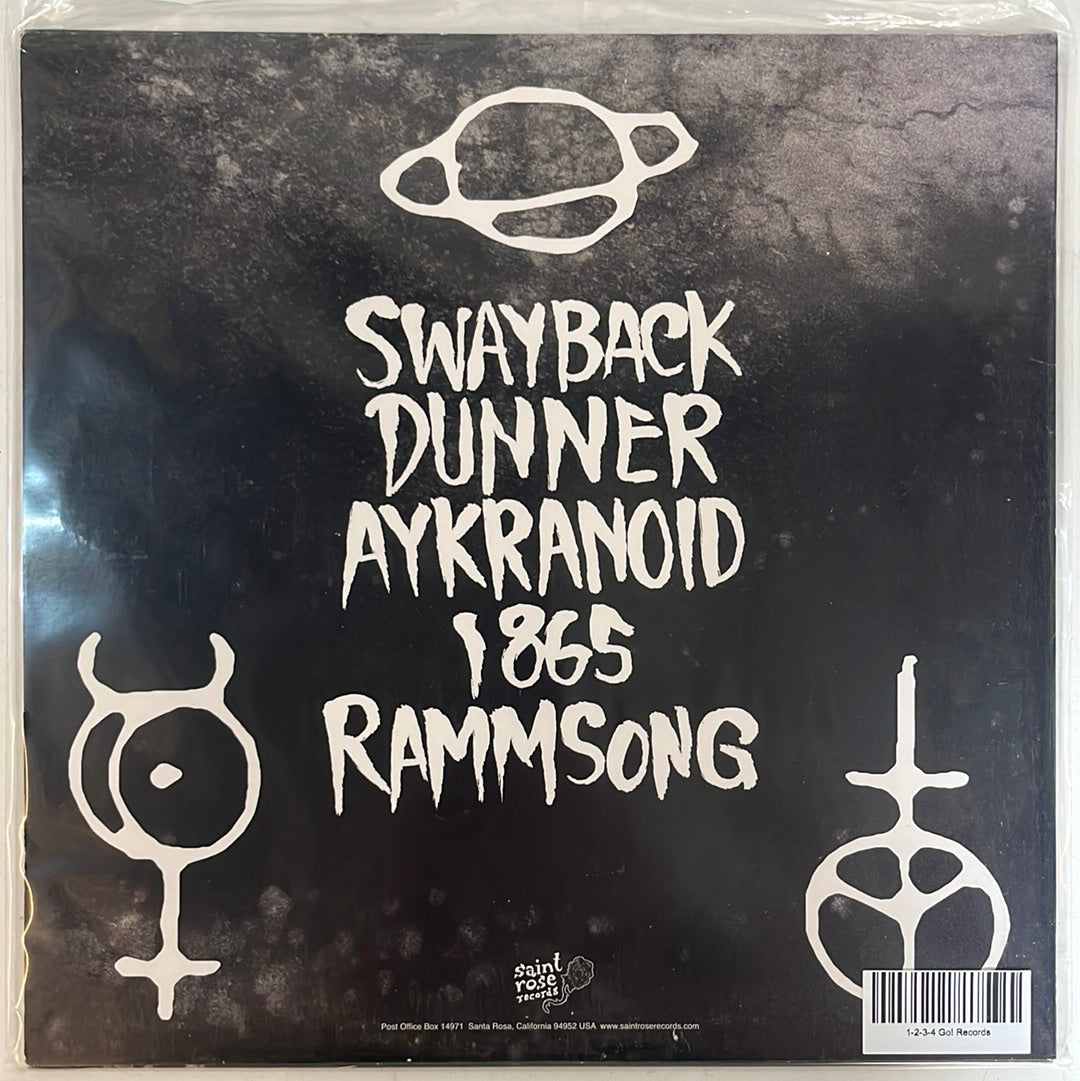 SWAYBACK
DUNNER
AYKRANOID
1865
RAMMSONG
saint
rose
records
Post Office Box 14971 Santa Rosa, California 94952 USA www.saintroserecords.com
1-2-3-4 Go! Records